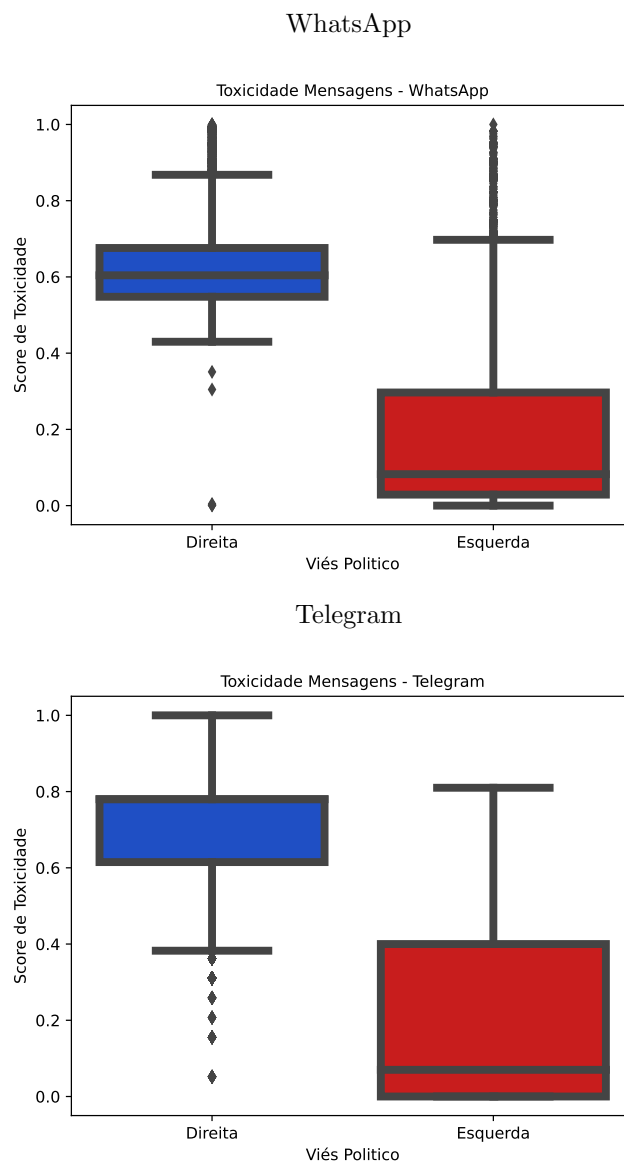 WhatsApp
Toxicidade Mensagens - WhatsApp
1.0
0.8
0.6
0.4
0.2
0.0
Score de Toxicidade
Direita
Esquerda
Viés Politico
Telegram
Toxicidade Mensagens - Telegram
1.0
0.8
0.6
0.4
0.2
0.0
Score de Toxicidade
Direita
Esquerda
Viés Politico